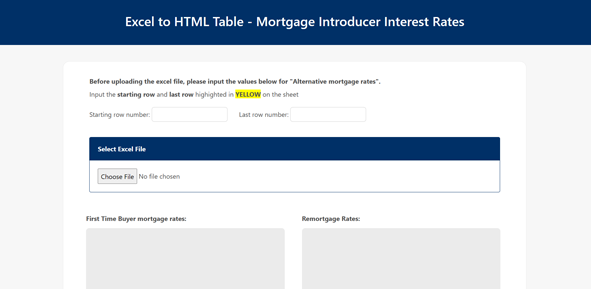 Excel to HTML Table - Mortgage Introducer Interest Rates
Before uploading the excel file, please input the values below for "Alternative mortgage rates".
Input the starting row and last row highighted in YELLOW on the sheet
Starting row number: Last row number:
Select Excel File
Choose File No file chosen
First Time Buyer mortgage rates: Remortgage Rates: